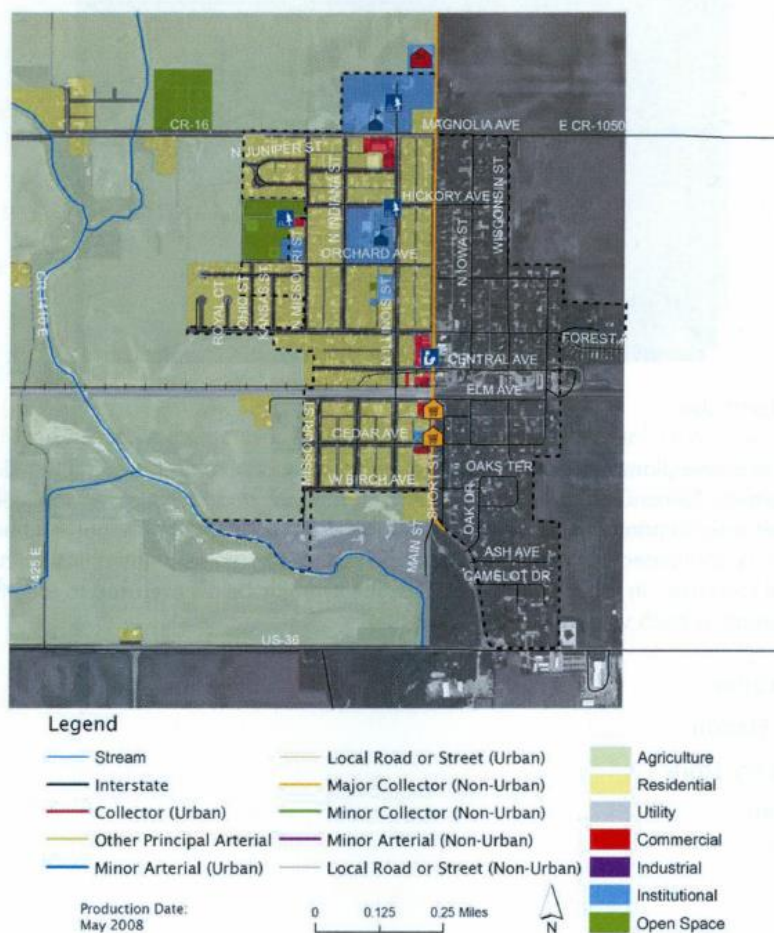 CR-16
MAGNOLIA AVE
E CR-1050
N JUNIPER ST
N INDIANA ST
HICKORY AVE
WISCONSIN ST
N IOWA ST
ORCHARD AVE
N MISSOURI ST
KANSAS ST
OHIO ST
ROYAL CT
N ILLINOIS ST
CENTRAL AVE
ELM AVE
CEDAR AVE
MISSOURI ST
W BIRCH AVE
SHORT ST
OAKS TER
OAK DR
MAIN ST
ASH AVE
CAMELOT DR
425 E
US-36
Legend
Stream
Interstate
Collector (Urban)
Other Principal Arterial
Minor Arterial (Urban)
Local Road or Street (Urban)
Major Collector (Non-Urban)
Minor Collector (Non-Urban)
Minor Arterial (Non-Urban)
Local Road or Street (Non-Urban)
Agriculture
Residential
Utility
Commercial
Industrial
Institutional
Open Space
Production Date:
May 2008
0 0.125 0.25 Miles
N